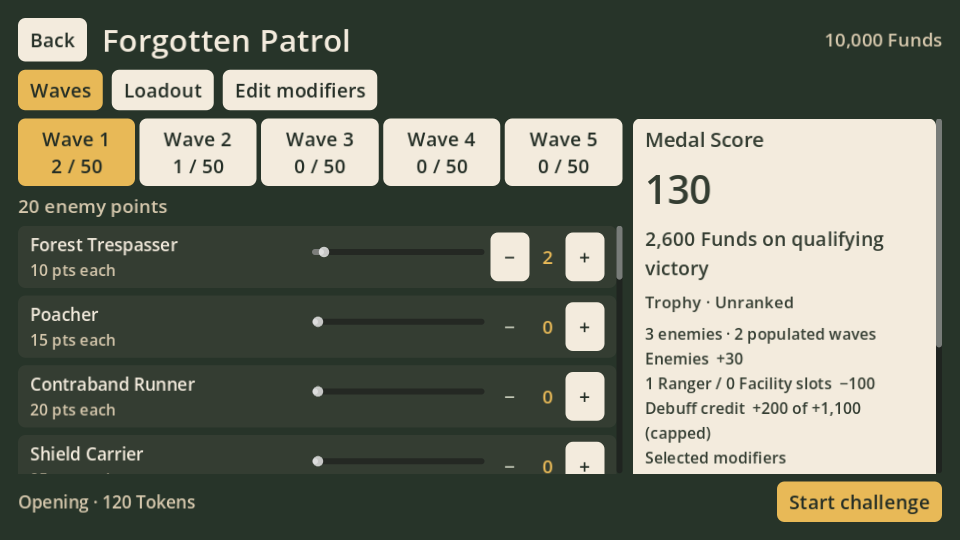 Back
Forgotten Patrol
10,000 Funds
Waves
Loadout
Edit modifiers
Wave 1
2 / 50
Wave 2
1 / 50
Wave 3
0 / 50
Wave 4
0 / 50
Wave 5
0 / 50
20 enemy points
Forest Trespasser
10 pts each
− 2 +
Poacher
15 pts each
− 0 +
Contraband Runner
20 pts each
− 0 +
Shield Carrier
− 0 +
Medal Score
130
2,600 Funds on qualifying
victory
Trophy · Unranked
3 enemies · 2 populated waves
Enemies +30
1 Ranger / 0 Facility slots −100
Debuff credit +200 of +1,100
(capped)
Selected modifiers
Opening · 120 Tokens
Start challenge